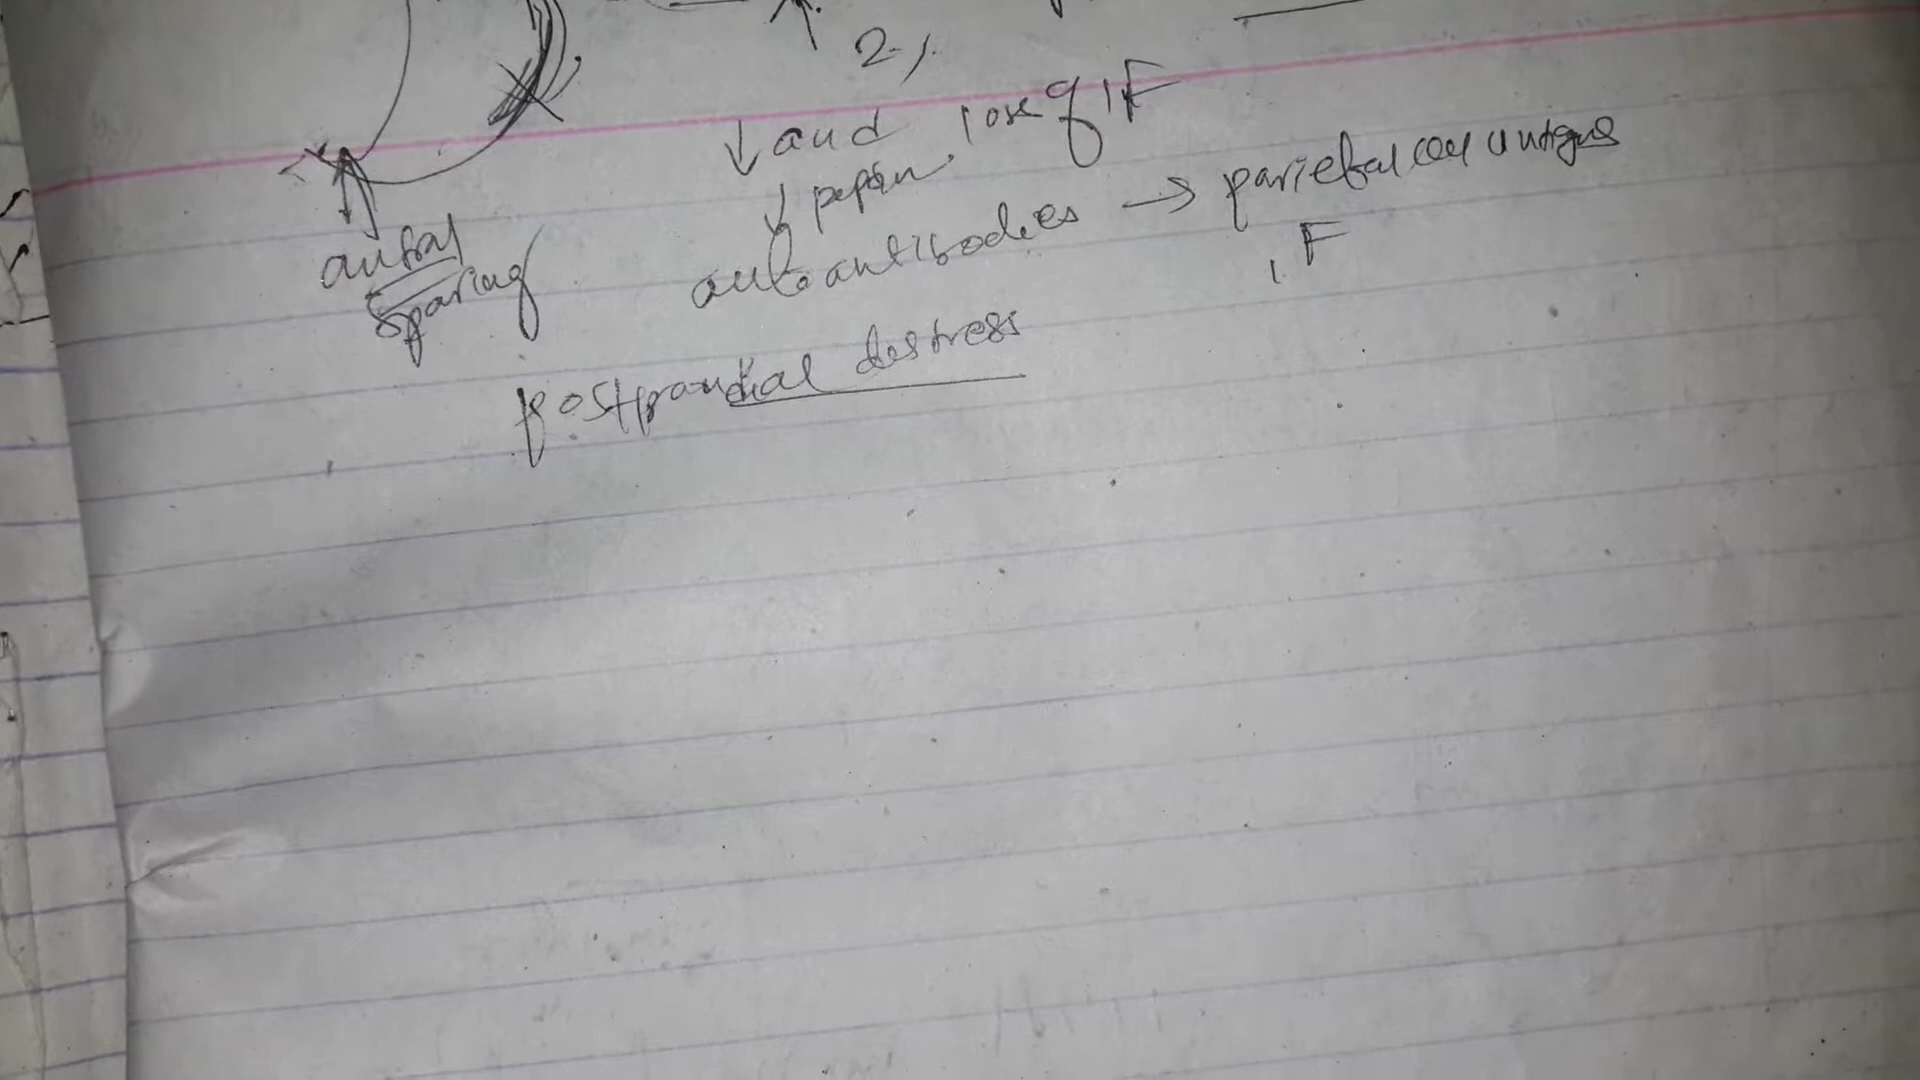 2%
↓ acid loss of IF
↓ pepsin
autoantibodies → parietal cell antigens
IF
antral
sparing
postprandial distress